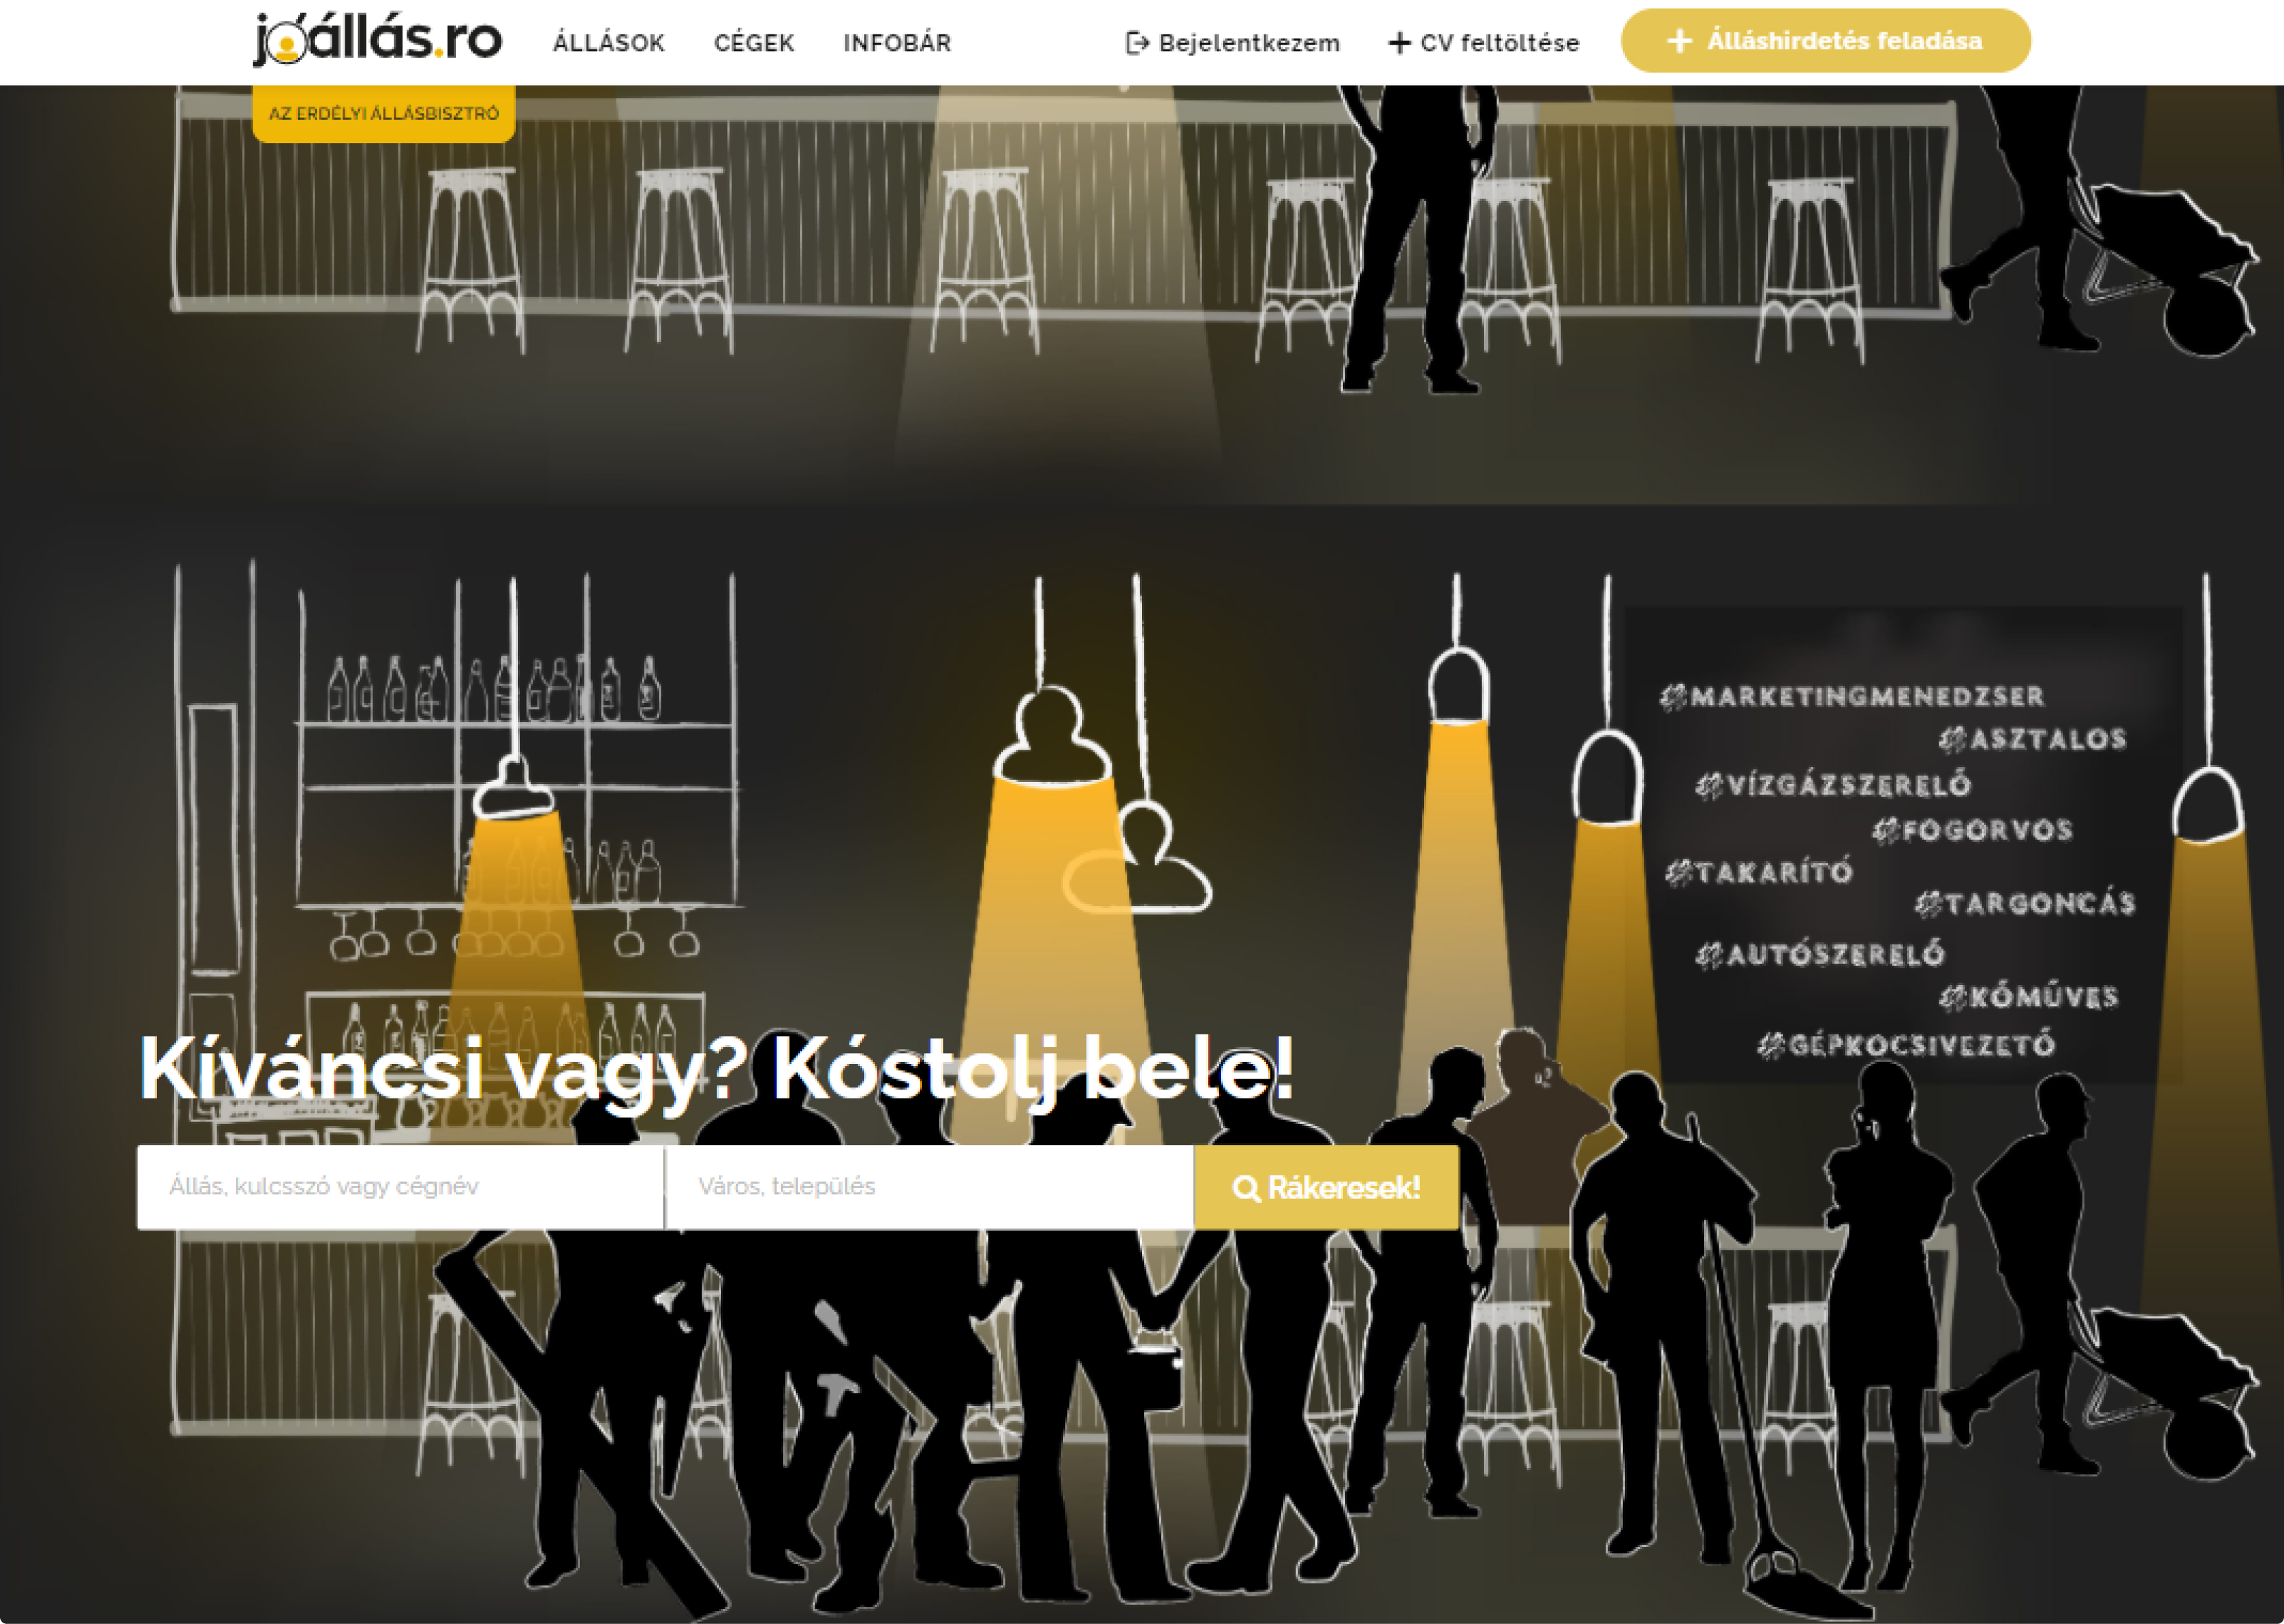 jóállás.ro
ÁLLÁSOK
CÉGEK
INFOBÁR
Bejelentkezem
+ CV feltöltése
+ Álláshirdetés feladása
AZ ERDÉLYI ÁLLÁSBISZTRÓ
#MARKETINGMENEDZSER
#ASZTALOS
#VÍZGÁZSZERELŐ
#FOGORVOS
#TAKARÍTÓ
#TARGONCÁS
#AUTÓSZERELŐ
#KŐMŰVES
#GÉPKOCSIVEZETŐ
Kíváncsi vagy? Kóstolj bele!
Állás, kulcsszó vagy cégnév
Város, település
Rákeresek!